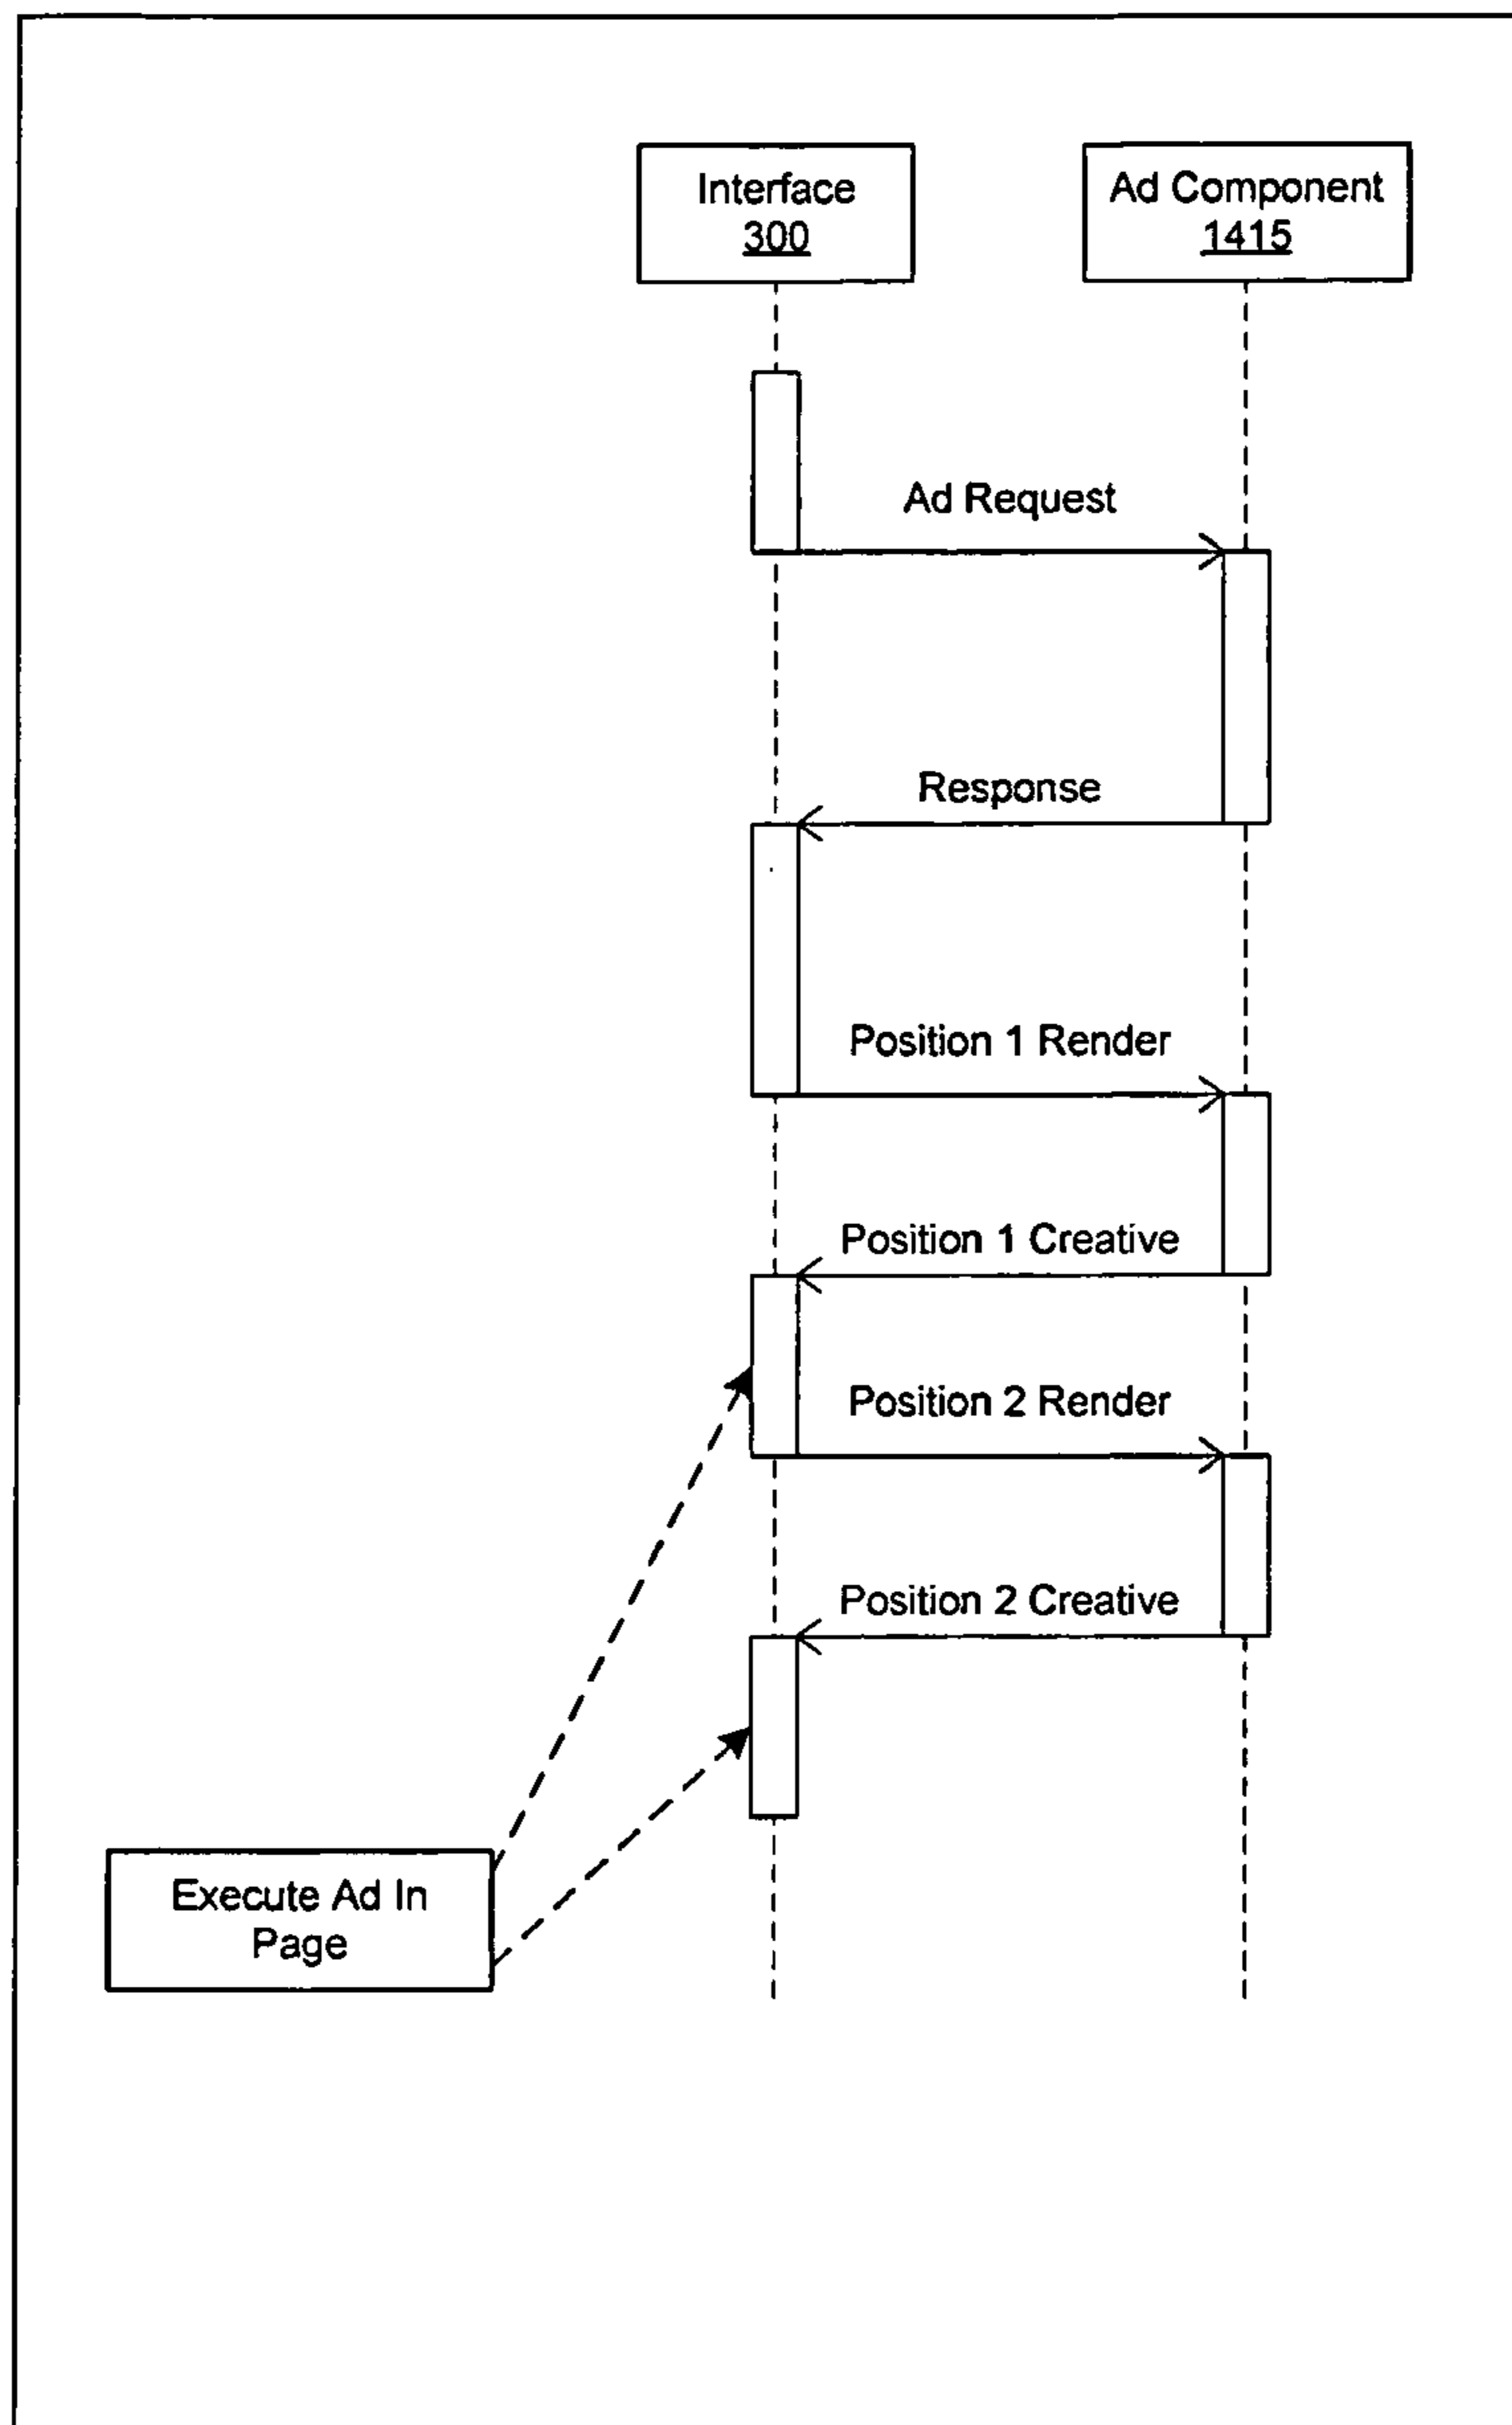 Interface
300
Ad Component
1415
Ad Request
Response
Position 1 Render
Position 1 Creative
Position 2 Render
Position 2 Creative
Execute Ad In
Page